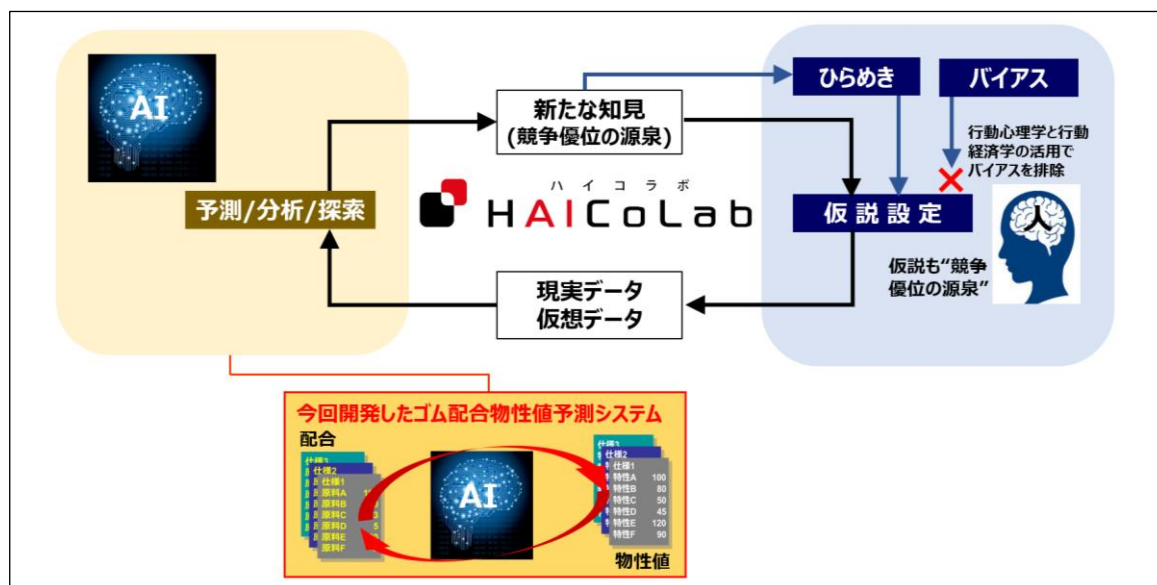 AI
予測/分析/探索
新たな知見
(競争優位の源泉)
ハイコラボ
HAICoLab
現実データ
仮想データ
ひらめき
バイアス
行動心理学と行動
経済学の活用で
バイアスを排除
仮説設定
人
仮説も“競争
優位の源泉”
今回開発したゴム配合物性値予測システム
配合
仕様2
仕様1
原料A
原料B
原料C
原料D 5
原料E
原料F
AI
仕様2
仕様1
特性A 100
特性B 80
特性C 50
特性D 45
特性E 120
特性F 90
物性値